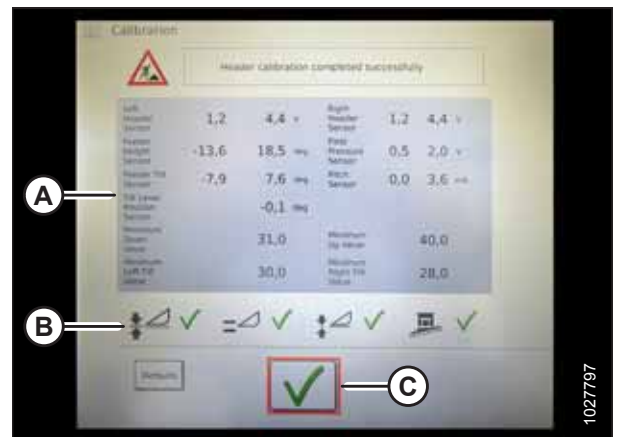 Calibration
Header calibration completed successfully
Left Header Sensor 1,2 4,4 v Right Header Sensor 1,2 4,4 v
Feeder Height Sensor -13,6 18,5 deg Feed Pressure Sensor 0,5 2,0 v
Feeder Tilt Sensor -7,9 7,6 deg Pitch Sensor 0,0 3,6
Tilt Level Position Sensor -0,1 deg
Minimum Down Value 31,0 Minimum Up Value 40,0
Minimum Left Tilt Value 30,0 Minimum Right Tilt Value 28,0
A
B
Return
C
1027797